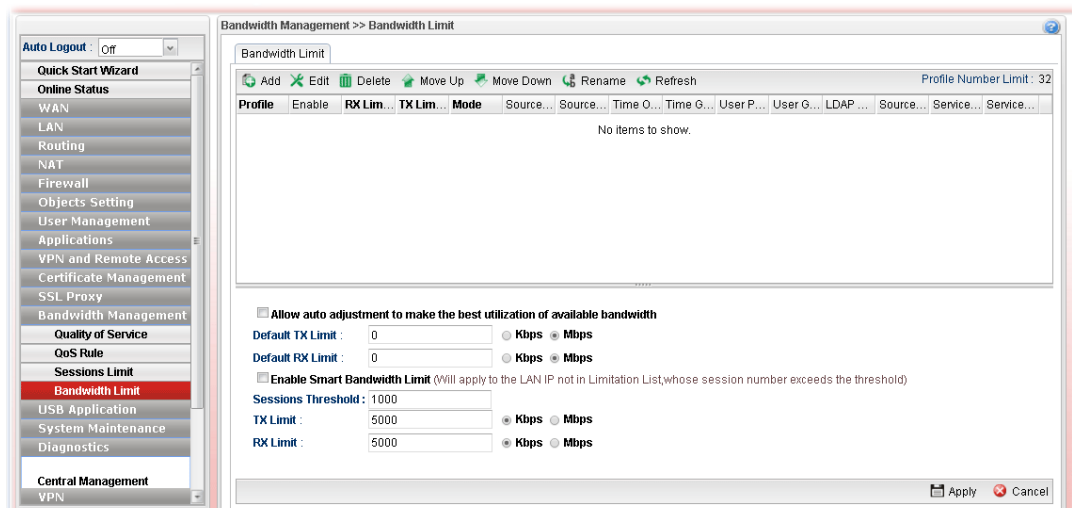 Bandwidth Management >> Bandwidth Limit
Auto Logout : Off
Quick Start Wizard
Online Status
WAN
LAN
Routing
NAT
Firewall
Objects Setting
User Management
Applications
VPN and Remote Access
Certificate Management
SSL Proxy
Bandwidth Management
Quality of Service
QoS Rule
Sessions Limit
Bandwidth Limit
USB Application
System Maintenance
Diagnostics
Central Management
VPN
Bandwidth Limit
Add Edit Delete Move Up Move Down Rename Refresh Profile Number Limit : 32
Profile Enable RX Lim... TX Lim... Mode Source... Source... Time O... Time G... User P... User G... LDAP ... Source... Service... Service...
No items to show.
Allow auto adjustment to make the best utilization of available bandwidth
Default TX Limit : 0 Kbps Mbps
Default RX Limit : 0 Kbps Mbps
Enable Smart Bandwidth Limit (Will apply to the LAN IP not in Limitation List,whose session number exceeds the threshold)
Sessions Threshold : 1000
TX Limit : 5000 Kbps Mbps
RX Limit : 5000 Kbps Mbps
Apply Cancel